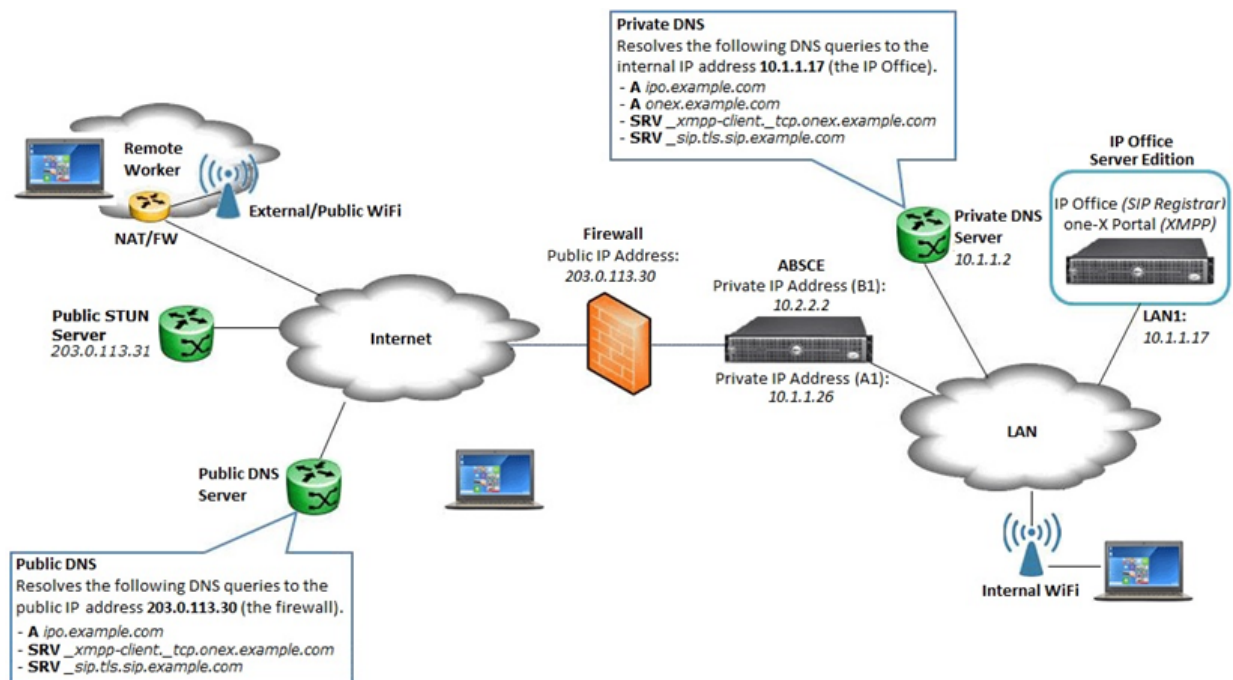 Private DNS
Resolves the following DNS queries to the
internal IP address 10.1.1.17 (the IP Office).
- A ipo.example.com
- A onex.example.com
- SRV _xmpp-client._tcp.onex.example.com
- SRV _sip.tls.sip.example.com
Remote
Worker
External/Public WiFi
NAT/FW
Public STUN
Server
203.0.113.31
Internet
Firewall
Public IP Address:
203.0.113.30
ABSCE
Private IP Address (B1):
10.2.2.2
Private IP Address (A1):
10.1.1.26
Private DNS
Server
10.1.1.2
IP Office
Server Edition
IP Office (SIP Registrar)
one-X Portal (XMPP)
LAN1:
10.1.1.17
LAN
Internal WiFi
Public DNS
Server
Public DNS
Resolves the following DNS queries to the
public IP address 203.0.113.30 (the firewall).
- A ipo.example.com
- SRV _xmpp-client._tcp.onex.example.com
- SRV _sip.tls.sip.example.com